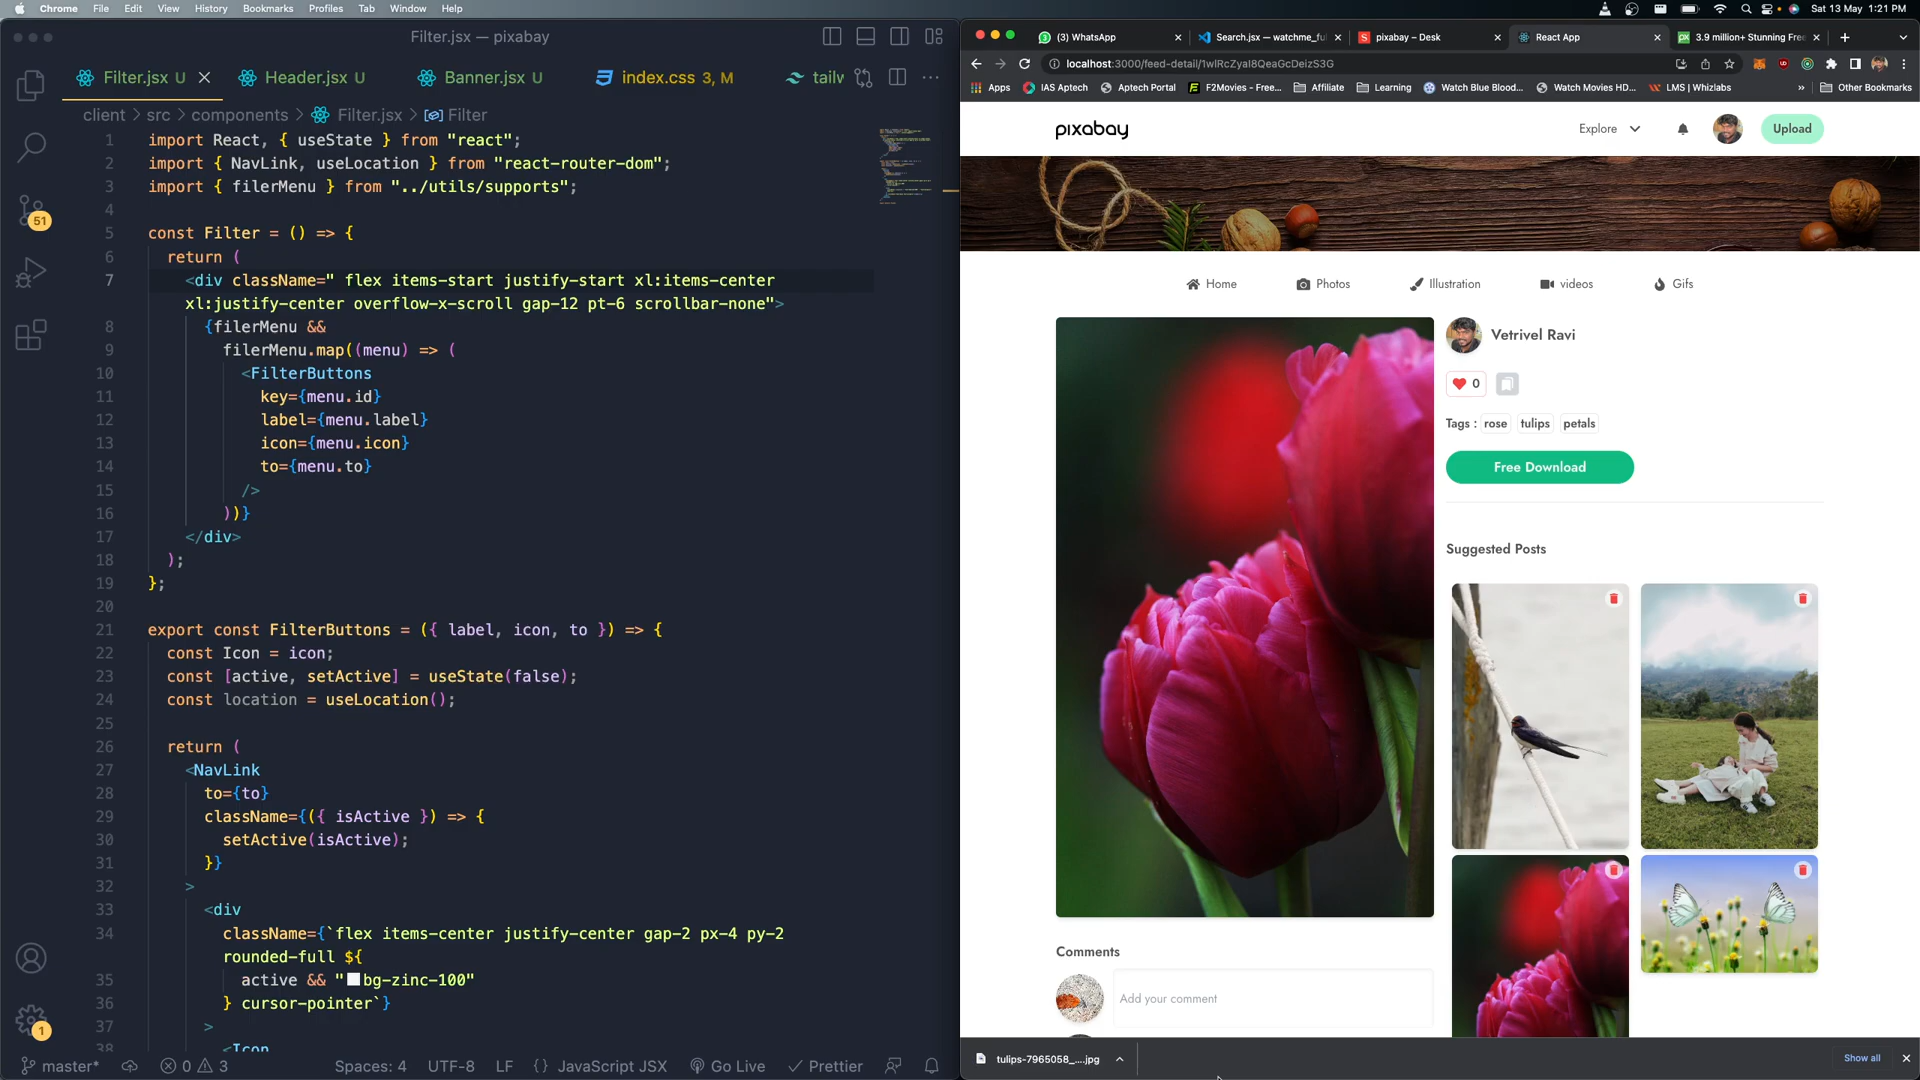 Chrome File Edit View History Bookmarks Profiles Tab Window Help
Sat 13 May 1:21 PM
Filter.jsx — pixabay
Filter.jsx U
Header.jsx U
Banner.jsx U
index.css 3, M
tailw
client > src > components > Filter.jsx > Filter
1 import React, { useState } from "react";
2 import { NavLink, useLocation } from "react-router-dom";
3 import { filerMenu } from "../utils/supports";
4
5 const Filter = () => {
6 return (
7 <div className=" flex items-start justify-start xl:items-center
xl:justify-center overflow-x-scroll gap-12 pt-6 scrollbar-none">
8 {filerMenu &&
9 filerMenu.map((menu) => (
10 <FilterButtons
11 key={menu.id}
12 label={menu.label}
13 icon={menu.icon}
14 to={menu.to}
15 />
16 ))}
17 </div>
18 );
19 };
20
21 export const FilterButtons = ({ label, icon, to }) => {
22 const Icon = icon;
23 const [active, setActive] = useState(false);
24 const location = useLocation();
25
26 return (
27 <NavLink
28 to={to}
29 className={({ isActive }) => {
30 setActive(isActive);
31 }}
32 >
33 <div
34 className={`flex items-center justify-center gap-2 px-4 py-2
rounded-full ${
35 active && "bg-zinc-100"
36 } cursor-pointer`}
37 >
38 <Icon
51
1
master* 0 3 Spaces: 4 UTF-8 LF {} JavaScript JSX Go Live Prettier
(3) WhatsApp
Search.jsx — watchme_ful
pixabay – Desk
React App
3.9 million+ Stunning Free
localhost:3000/feed-detail/1wIRcZyaI8QeaGcDeizS3G
Apps IAS Aptech Aptech Portal F2Movies - Free... Affiliate Learning Watch Blue Blood... Watch Movies HD... LMS | Whizlabs » Other Bookmarks
pixabay
Explore
Upload
Home Photos Illustration videos Gifs
Vetrivel Ravi
0
Tags : rose tulips petals
Free Download
Suggested Posts
Comments
Add your comment
tulips-7965058_....jpg
Show all